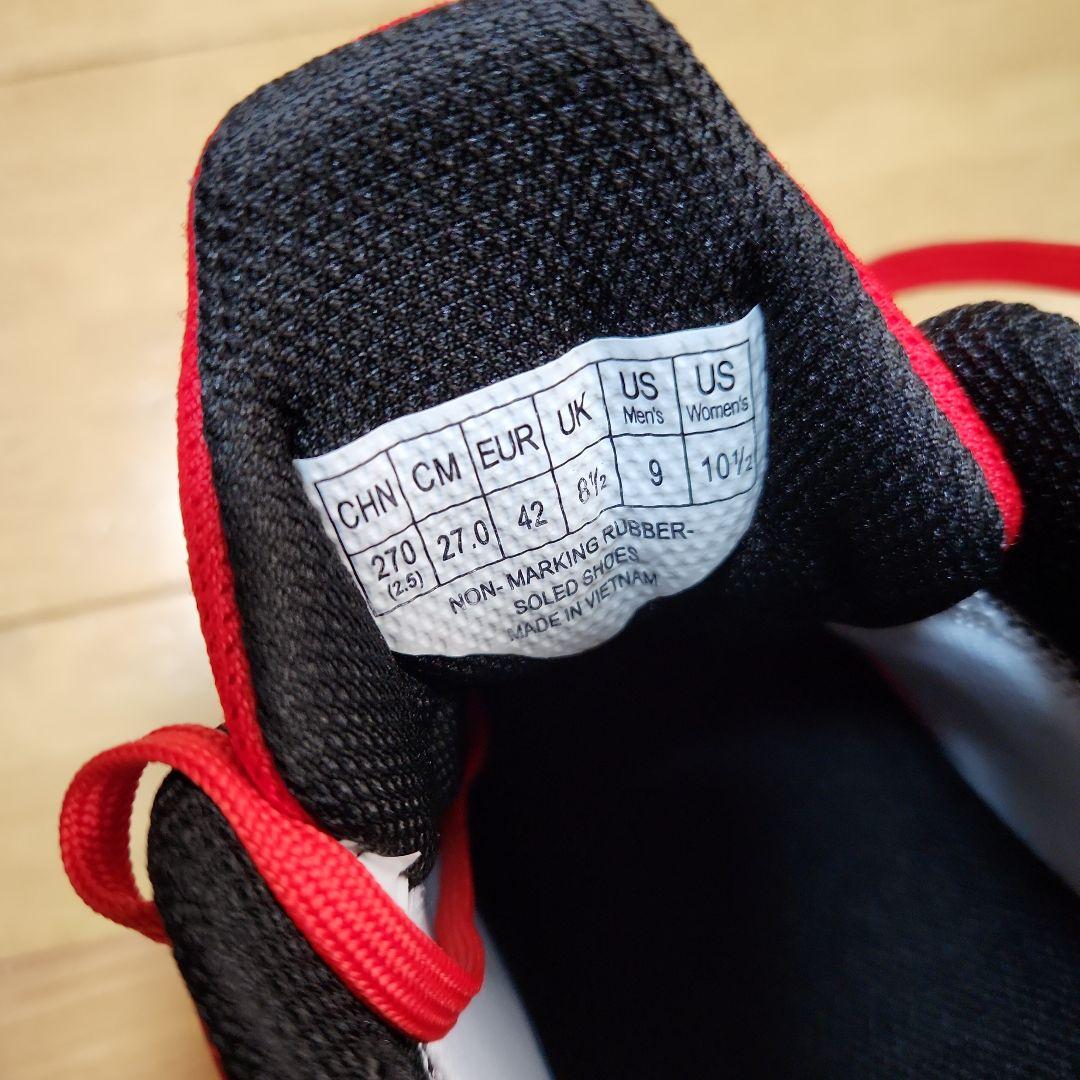 CHN CM EUR UK US Men's US Women's
270 (2.5) 27.0 42 8½ 9 10½
NON-MARKING RUBBER-
SOLED SHOES
MADE IN VIETNAM